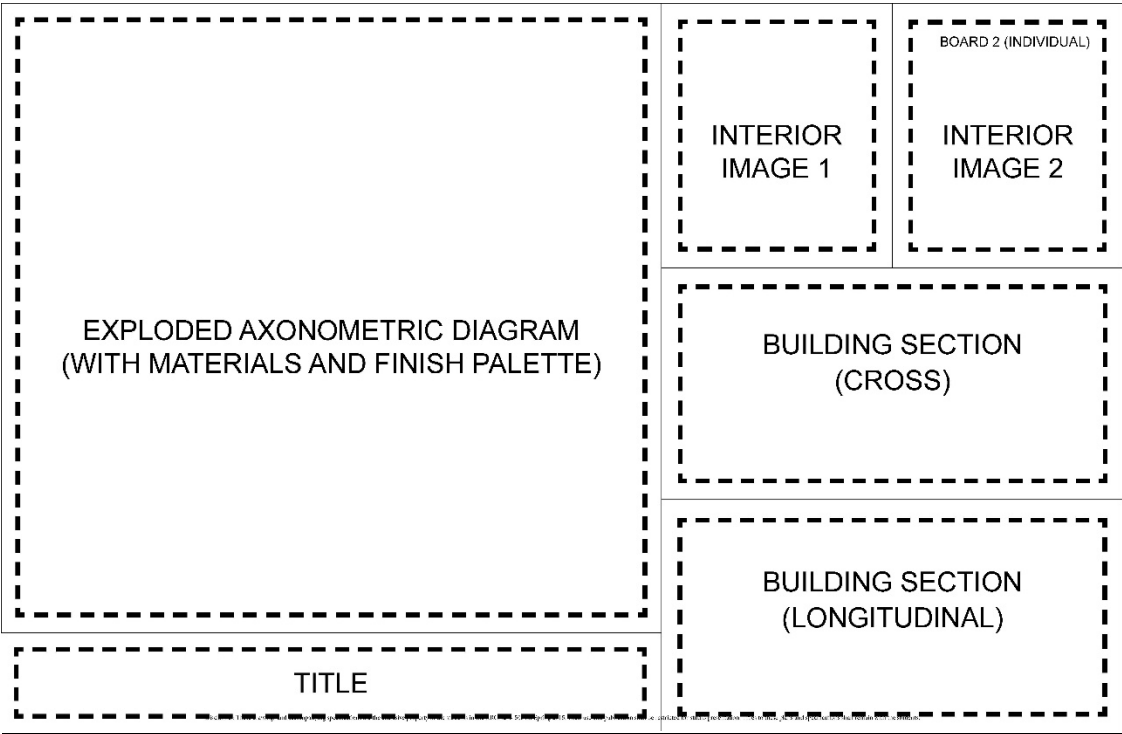 BOARD 2 (INDIVIDUAL)
INTERIOR
IMAGE 1
INTERIOR
IMAGE 2
EXPLODED AXONOMETRIC DIAGRAM
(WITH MATERIALS AND FINISH PALETTE)
BUILDING SECTION
(CROSS)
BUILDING SECTION
(LONGITUDINAL)
TITLE